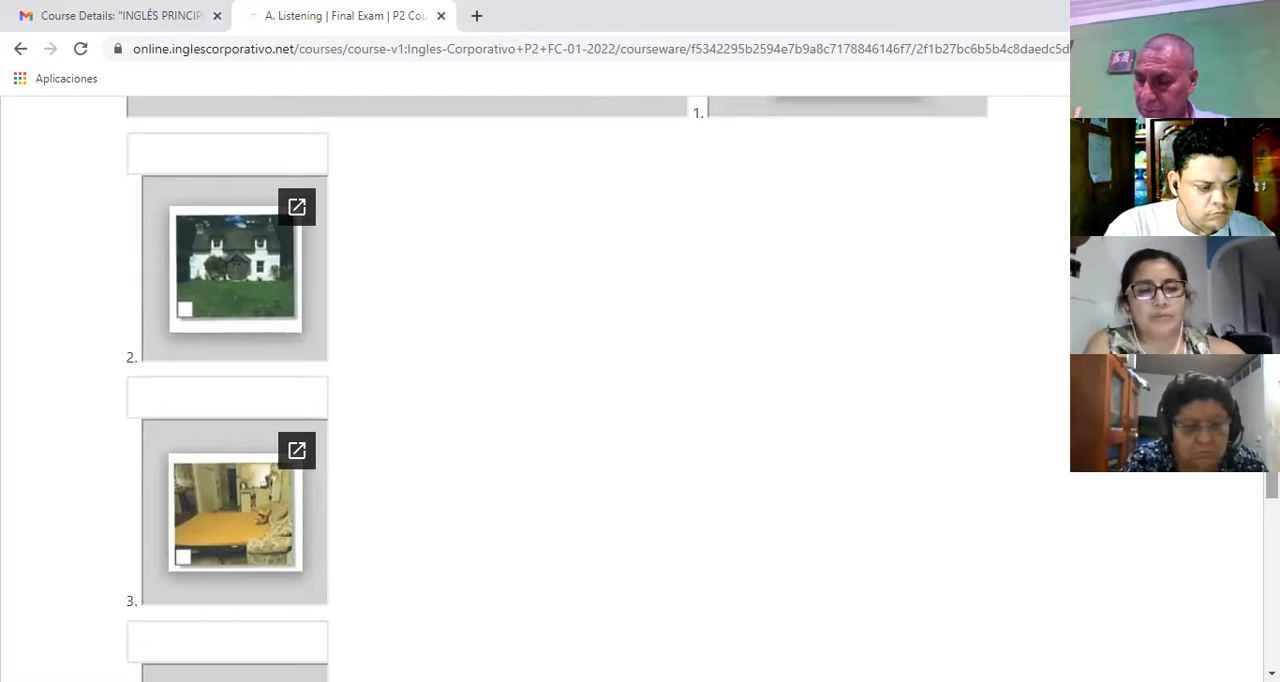 Course Details: "INGLÉS PRINCIPI
A. Listening | Final Exam | P2 Cou
online.inglescorporativo.net/courses/course-v1:Ingles-Corporativo+P2+FC-01-2022/courseware/f5342295b2594e7b9a8c7178846146f7/2f1b27bc6b5b4c8daedc5d
Aplicaciones
1.
2.
3.